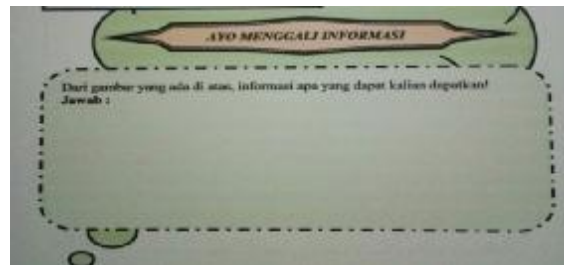 AYO MENGGALI INFORMASI
Dari gambar yang ada di atas, informasi apa yang dapat kalian dapatkan!
Jawab :